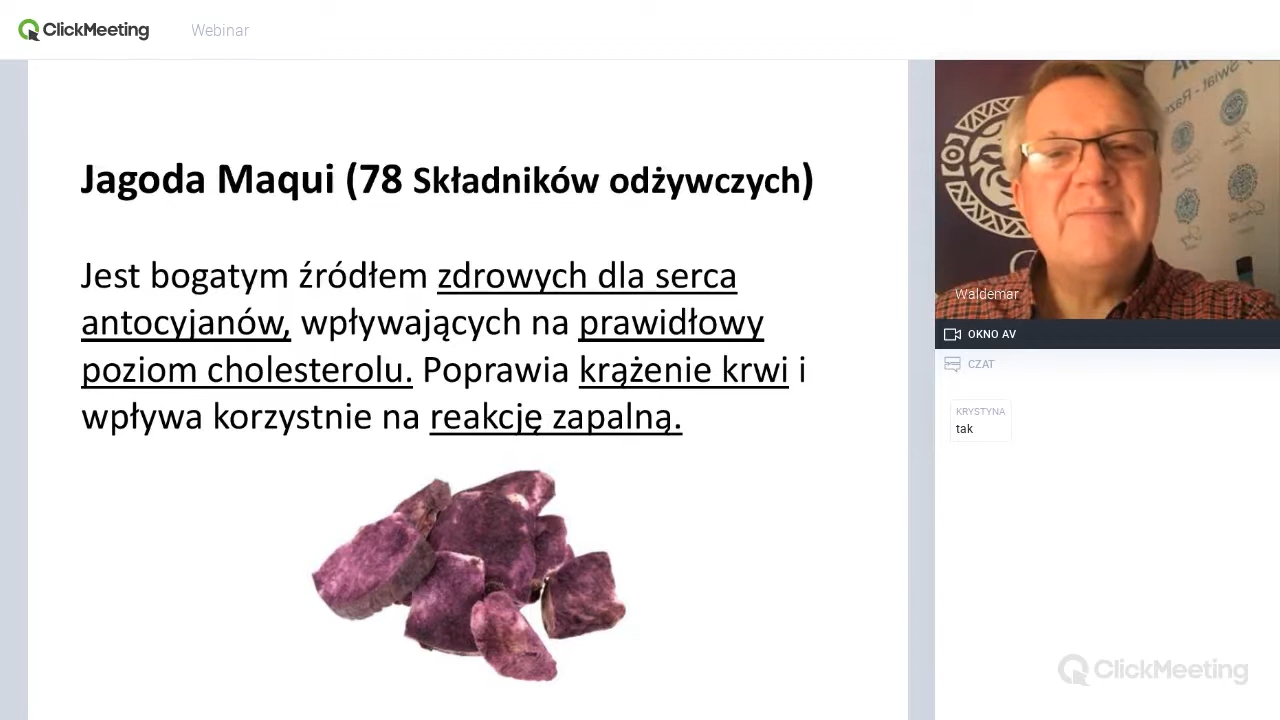 ClickMeeting
Webinar
Jagoda Maqui (78 Składników odżywczych)
Jest bogatym źródłem zdrowych dla serca
antocyjanów, wpływających na prawidłowy
poziom cholesterolu. Poprawia krążenie krwi i
wpływa korzystnie na reakcję zapalną.
Waldemar
OKNO AV
CZAT
KRYSTYNA
tak
ClickMeeting